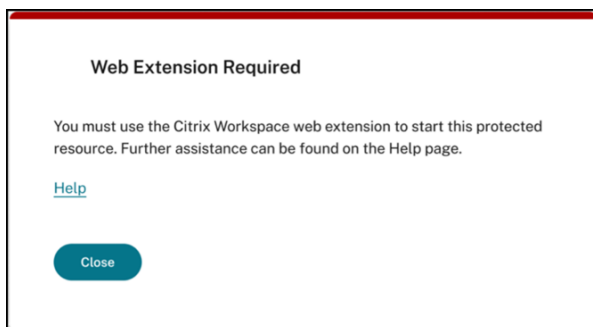 Web Extension Required
You must use the Citrix Workspace web extension to start this protected
resource. Further assistance can be found on the Help page.
Help
Close